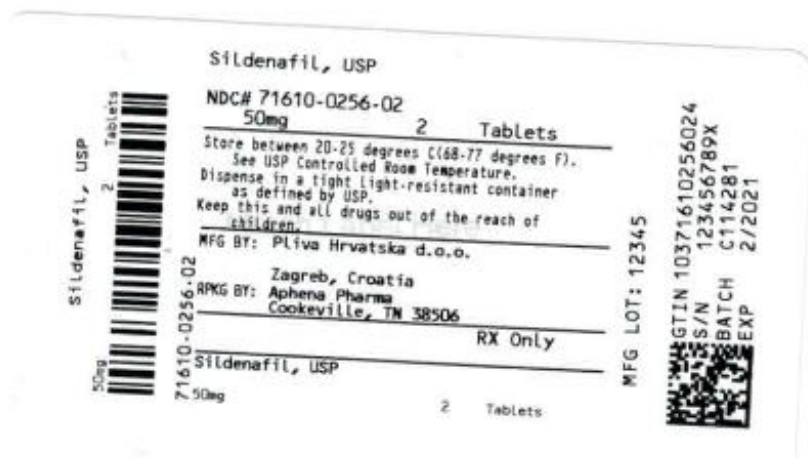 Sildenafil, USP
NDC# 71610-0256-02
50mg 2 Tablets
Store between 20-25 degrees C(68-77 degrees F).
See USP Controlled Room Temperature.
Dispense in a tight light-resistant container
as defined by USP.
Keep this and all drugs out of the reach of
children.
MFG BY: Pliva Hrvatska d.o.o.
Zagreb, Croatia
RPKG BY: Aphena Pharma
Cookeville, TN 38506
RX Only
Sildenafil, USP
50mg 2 Tablets
Sildenafil, USP
50mg 2 Tablets
71610-0256-02
MFG LOT: 12345
GTIN 10371610256024
S/N 123456789X
BATCH C114281
EXP 2/2021